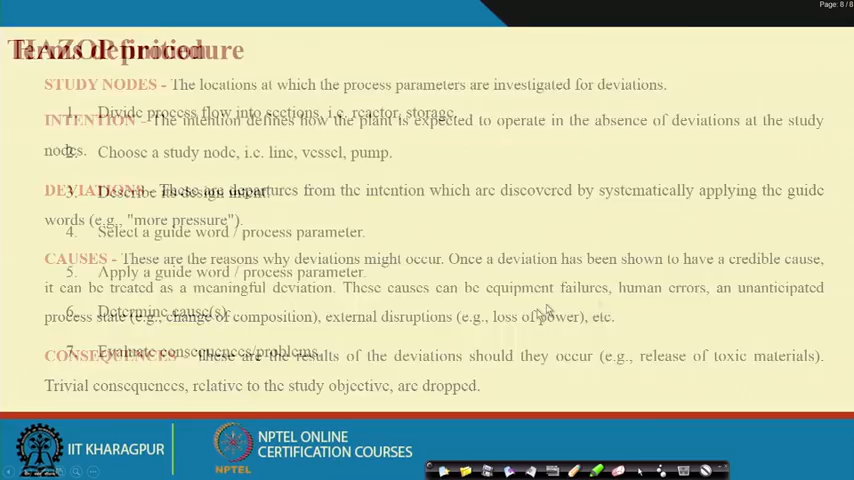 Page: 8 / 8
Terms definition
HAZOP procedure
STUDY NODES - The locations at which the process parameters are investigated for deviations.
1. Divide process flow into sections, i.e. reactor, storage.
INTENTION - The intention defines how the plant is expected to operate in the absence of deviations at the study
nodes.
2. Choose a study node, i.e. line, vessel, pump.
DEVIATIONS - These are departures from the intention which are discovered by systematically applying the guide
3. Describe its design intent.
words (e.g., "more pressure").
4. Select a guide word / process parameter.
CAUSES - These are the reasons why deviations might occur. Once a deviation has been shown to have a credible cause,
5. Apply a guide word / process parameter.
it can be treated as a meaningful deviation. These causes can be equipment failures, human errors, an unanticipated
6. Determine cause(s).
process state (e.g., change of composition), external disruptions (e.g., loss of power), etc.
7. Evaluate consequences/problems.
CONSEQUENCES - These are the results of the deviations should they occur (e.g., release of toxic materials).
Trivial consequences, relative to the study objective, are dropped.
IIT KHARAGPUR
NPTEL
NPTEL ONLINE
CERTIFICATION COURSES